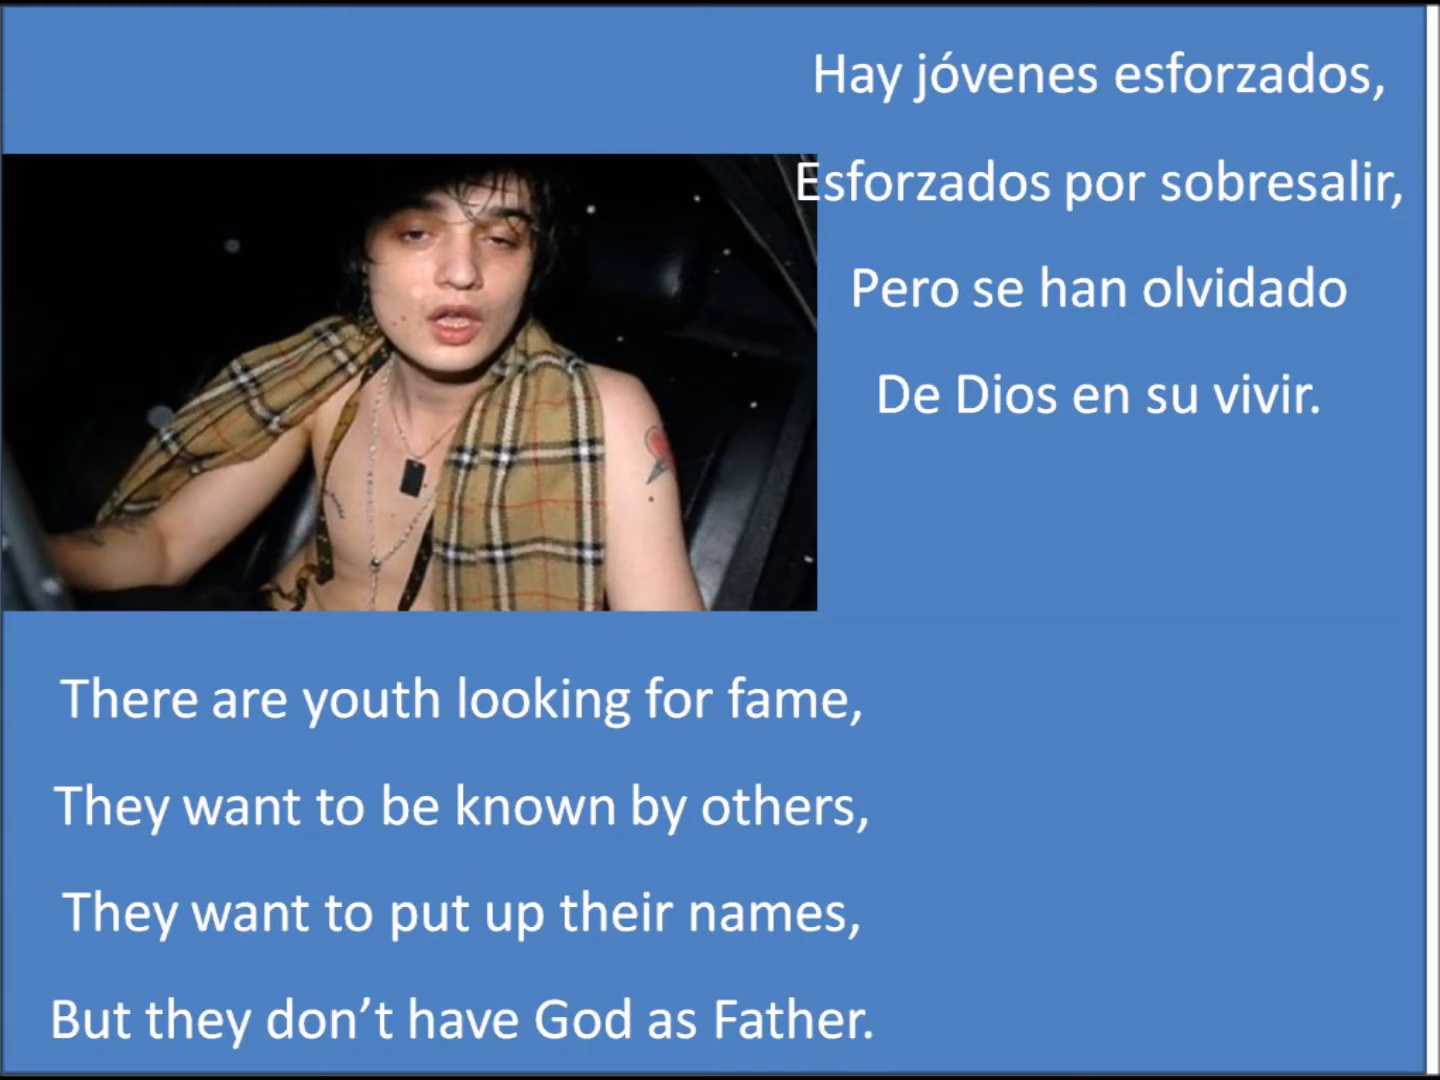 Hay jóvenes esforzados,
Esforzados por sobresalir,
Pero se han olvidado
De Dios en su vivir.
There are youth looking for fame,
They want to be known by others,
They want to put up their names,
But they don’t have God as Father.